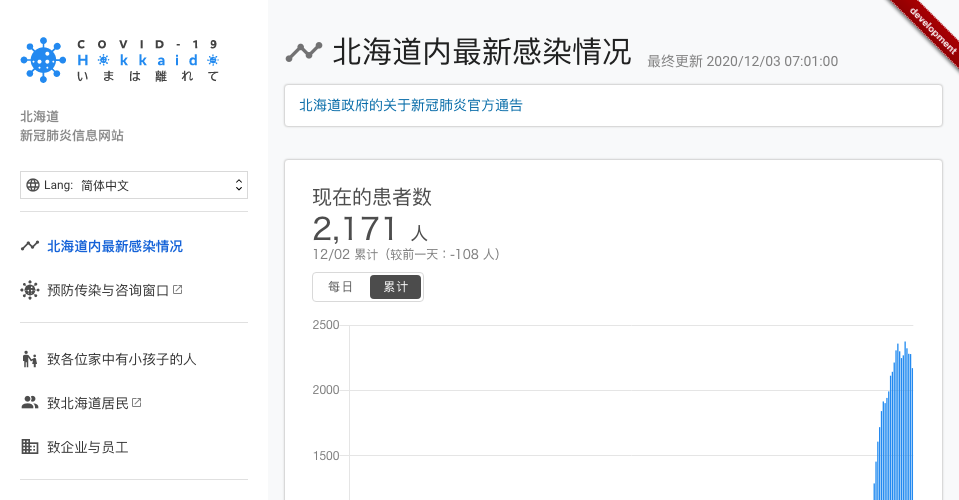 COVID-19
Hokkaido
いまは離れて
北海道
新冠肺炎信息网站
Lang: 简体中文
北海道内最新感染情况
预防传染与咨询窗口
致各位家中有小孩子的人
致北海道居民
致企业与员工
development
北海道内最新感染情况
最终更新 2020/12/03 07:01:00
北海道政府的关于新冠肺炎官方通告
现在的患者数
2,171 人
12/02 累计（较前一天：-108 人）
每日 累计
2500
2000
1500